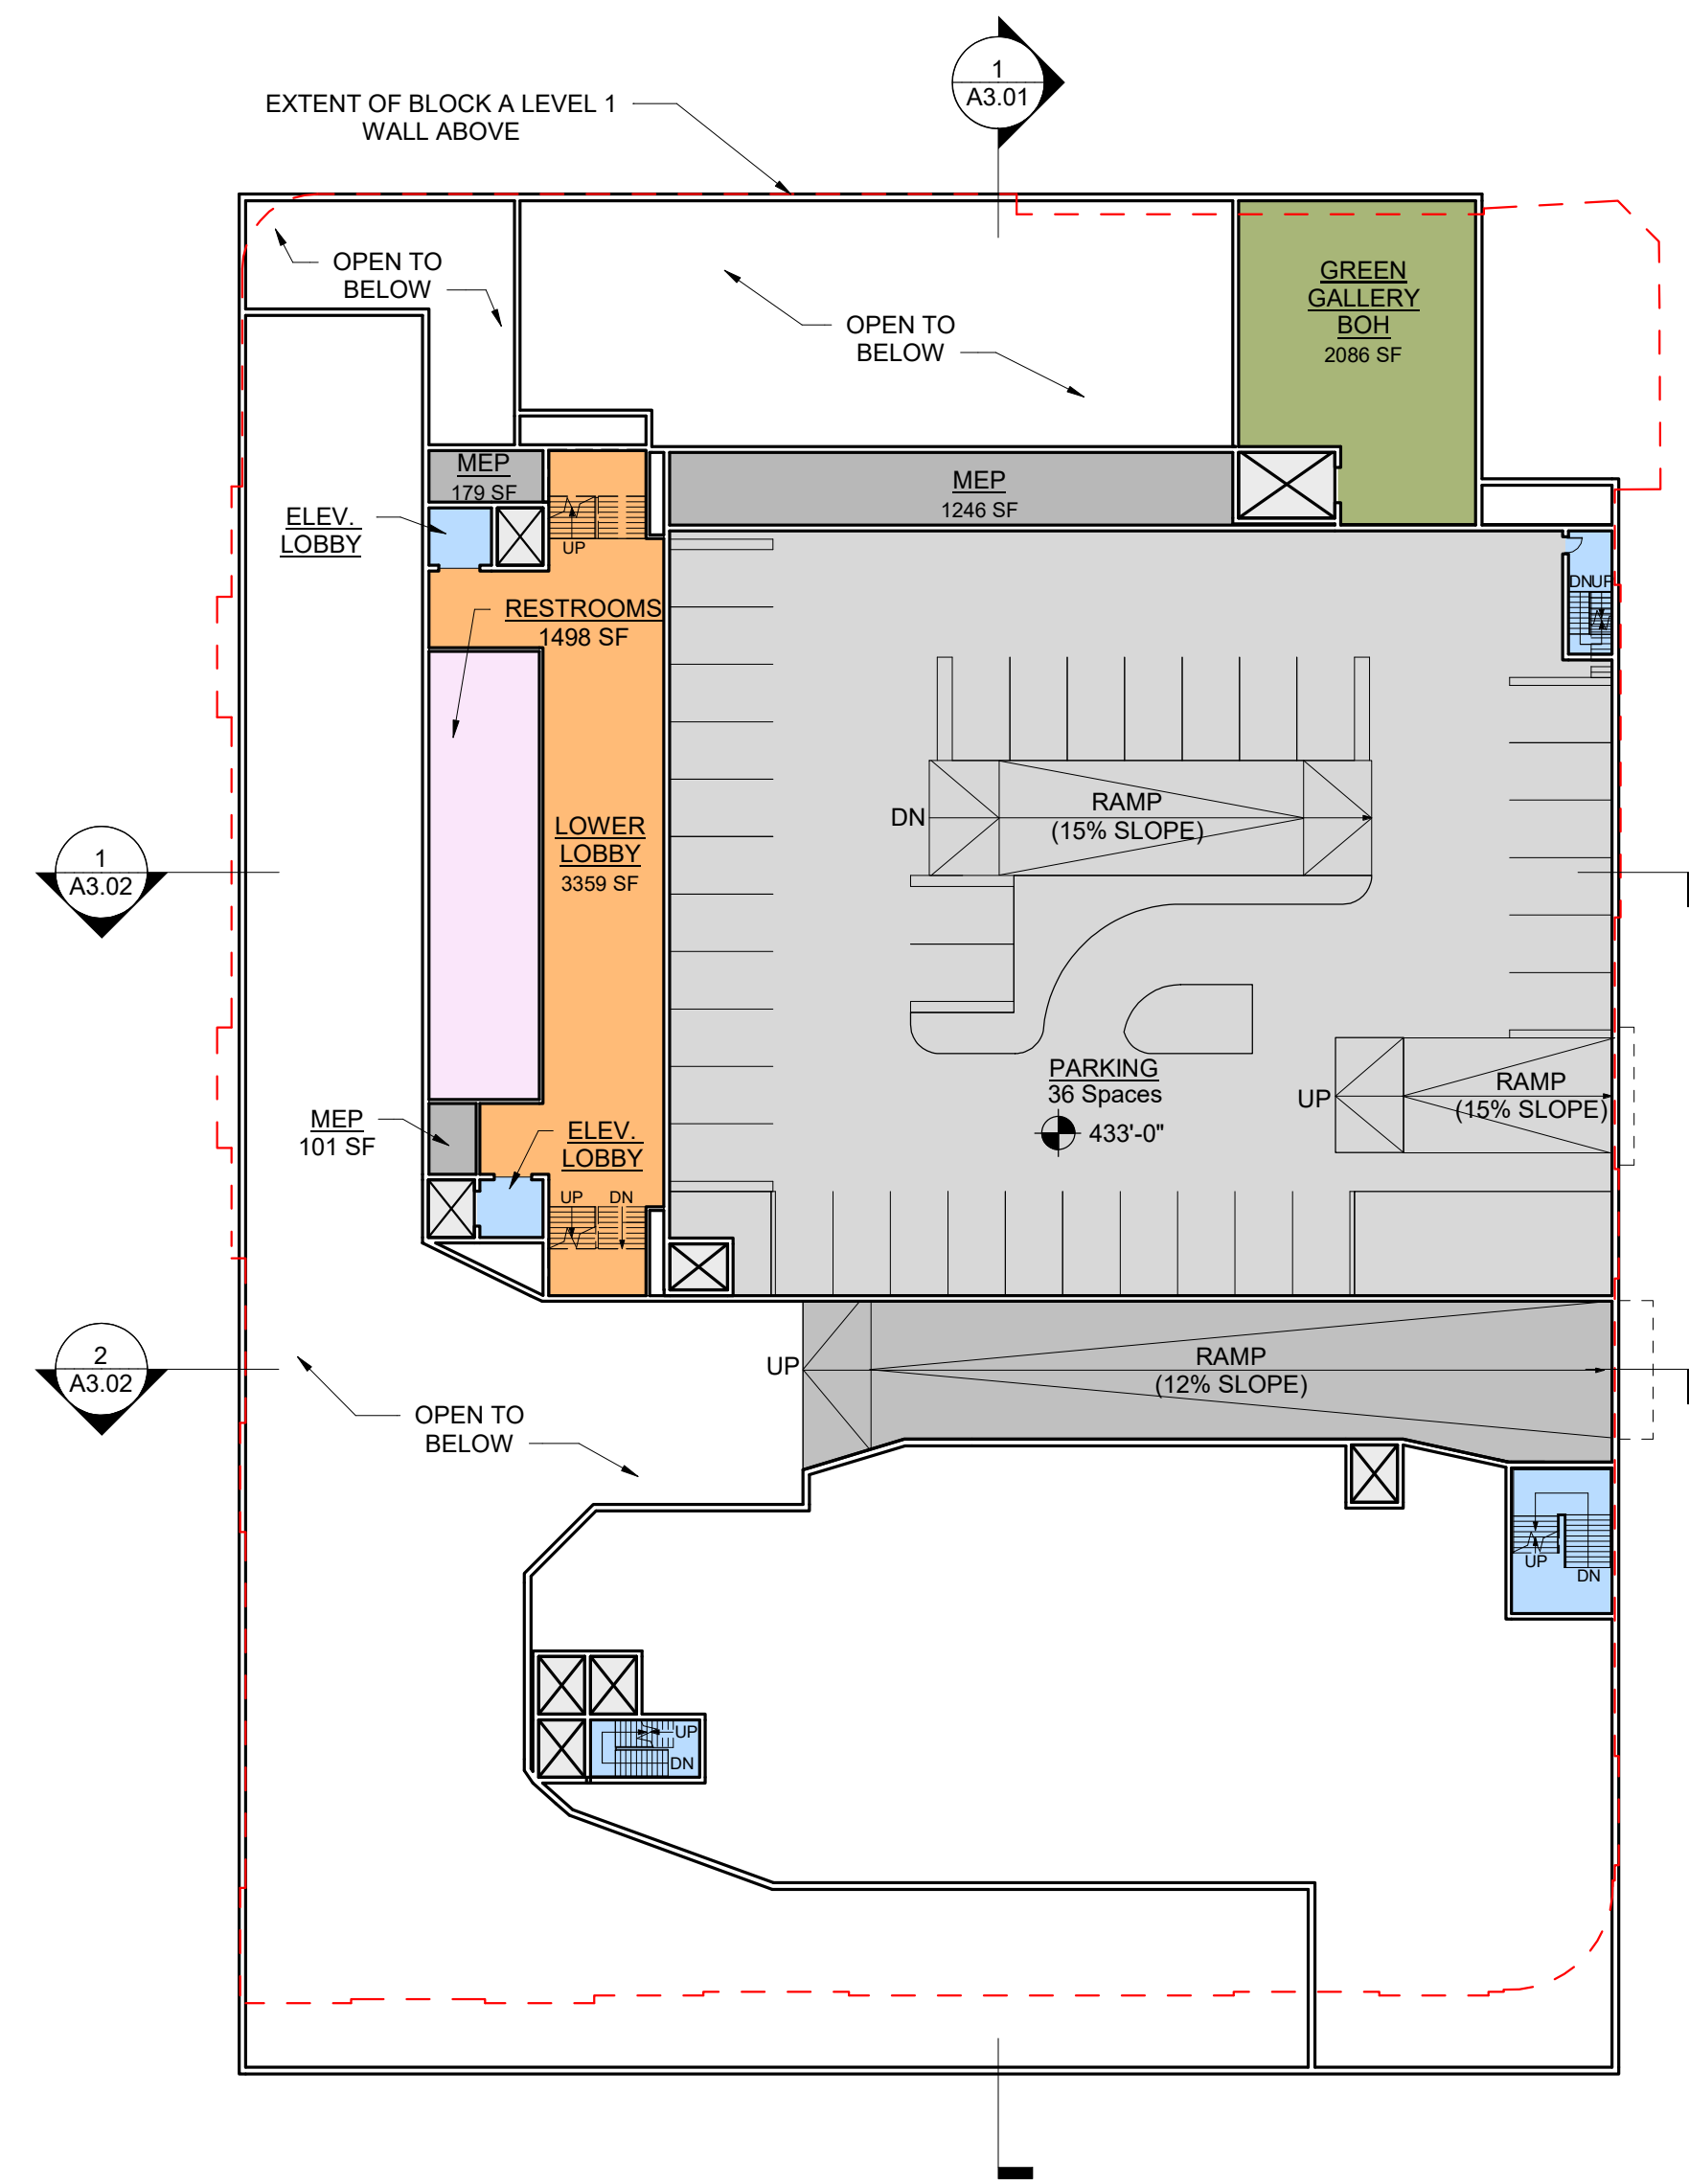 1
A3.01
EXTENT OF BLOCK A LEVEL 1
WALL ABOVE
OPEN TO
BELOW
OPEN TO
BELOW
GREEN
GALLERY
BOH
2086 SF
MEP
179 SF
MEP
1246 SF
ELEV.
LOBBY
UP
DN
UP
RESTROOMS
1498 SF
RAMP
(15% SLOPE)
DN
LOWER
LOBBY
3359 SF
1
A3.02
PARKING
36 Spaces
433'-0"
RAMP
(15% SLOPE)
UP
MEP
101 SF
ELEV.
LOBBY
UP
DN
RAMP
(12% SLOPE)
UP
2
A3.02
OPEN TO
BELOW
UP
DN
UP
DN